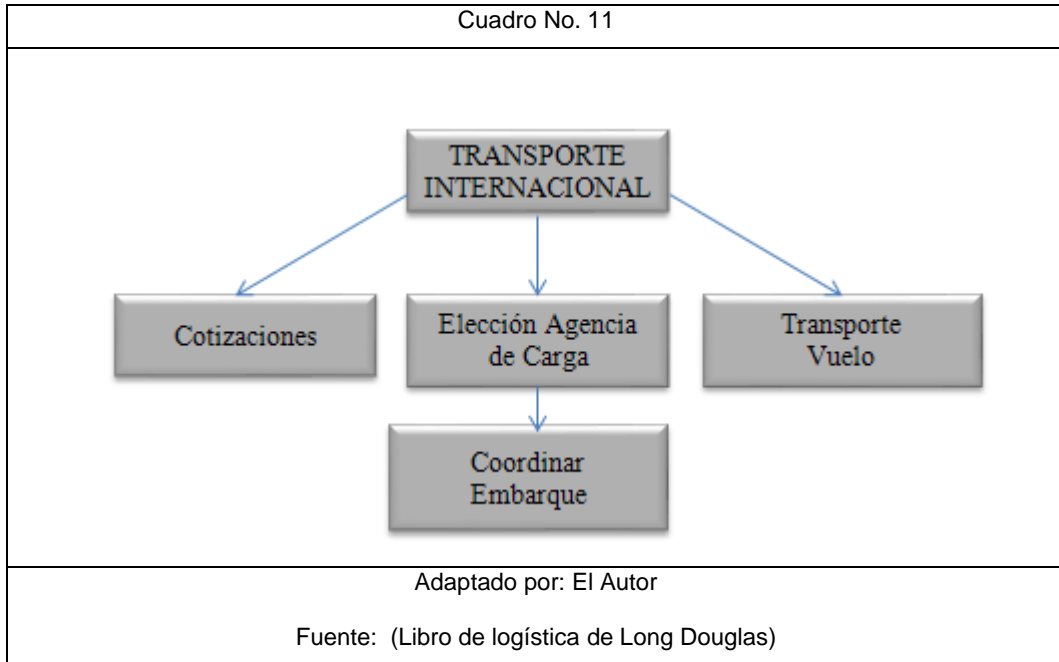 Cuadro No. 11
TRANSPORTE
INTERNACIONAL
Cotizaciones
Elección Agencia
de Carga
Transporte
Vuelo
Coordinar
Embarque
Adaptado por: El Autor
Fuente: (Libro de logística de Long Douglas)